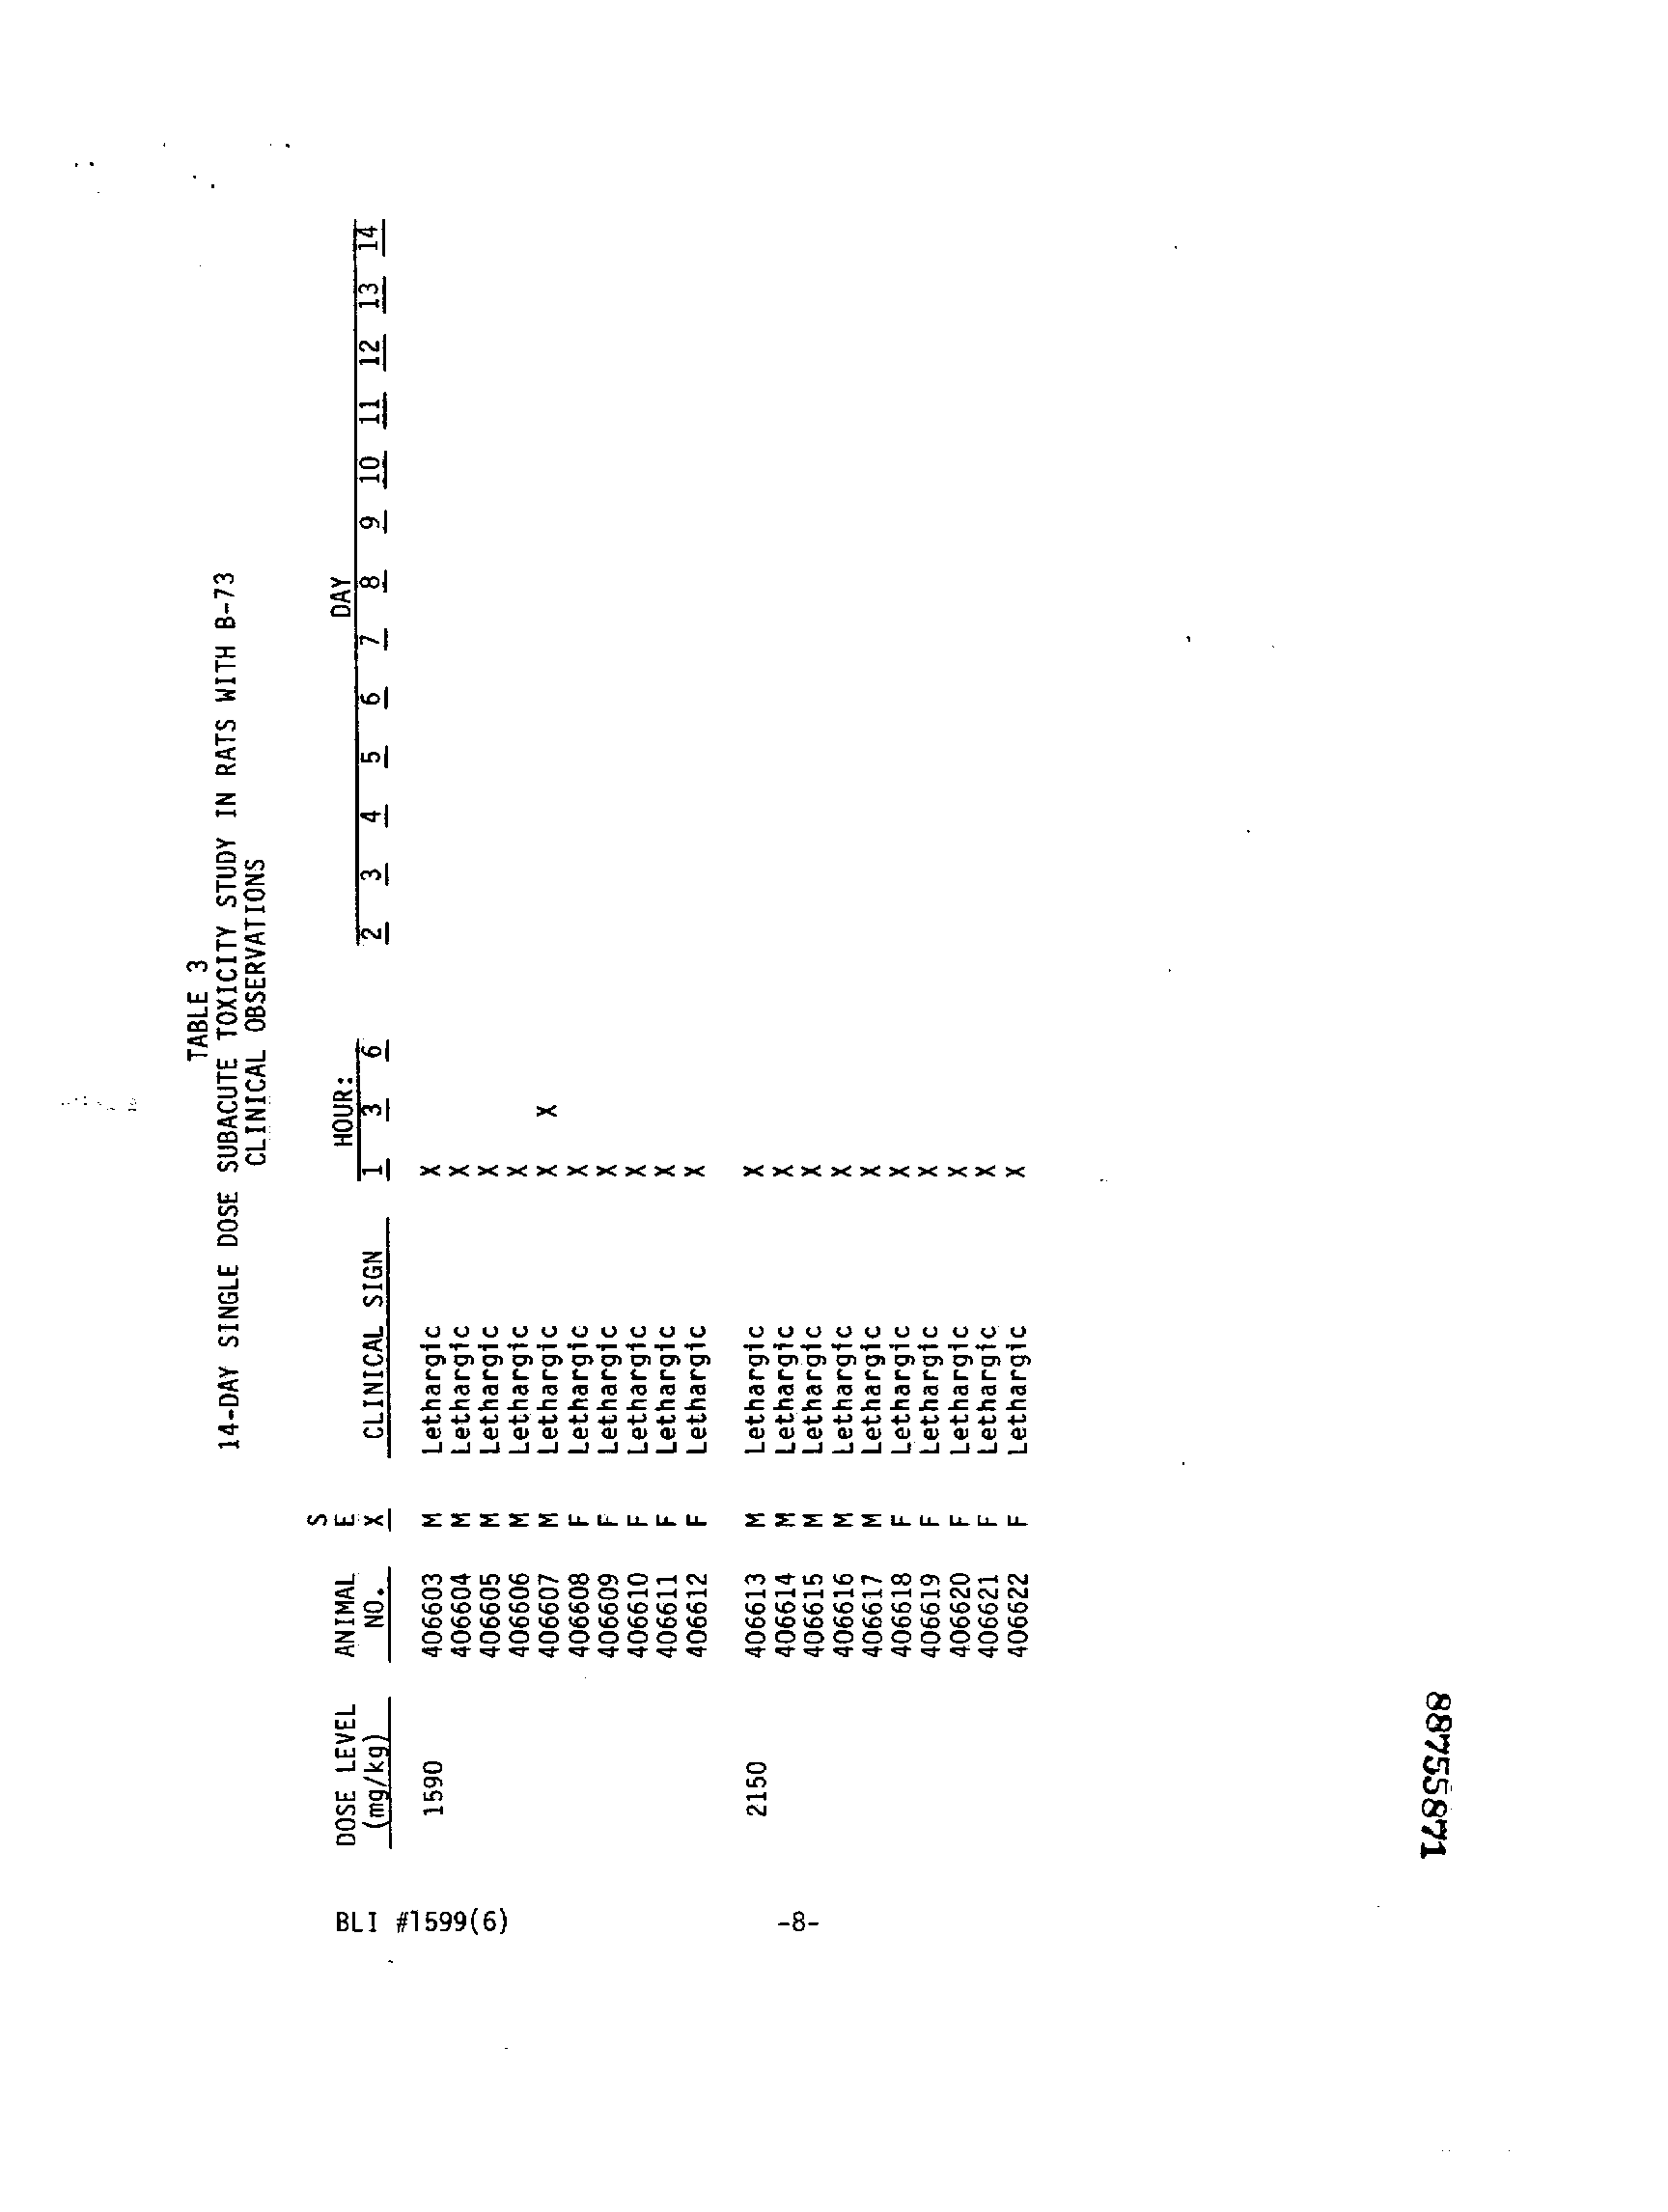 TABLE 3
14-DAY SINGLE DOSE SUBACUTE TOXICITY STUDY IN RATS WITH B-73
CLINICAL OBSERVATIONS
S
DOSE LEVEL ANIMAL E HOUR: DAY
(mg/kg) NO. X CLINICAL SIGN 1 3 6 2 3 4 5 6 7 8 9 10 11 12 13 14
1590 406603 M Lethargic X
406604 M Lethargic X
406605 M Lethargic X
406606 M Lethargic X
406607 M Lethargic X X
406608 F Lethargic X
406609 F Lethargic X
406610 F Lethargic X
406611 F Lethargic X
406612 F Lethargic X
2150 406613 M Lethargic X
406614 M Lethargic X
406615 M Lethargic X
406616 M Lethargic X
406617 M Lethargic X
406618 F Lethargic X
406619 F Lethargic X
406620 F Lethargic X
406621 F Lethargic X
406622 F Lethargic X
BLI #1599(6) -8-
88755871